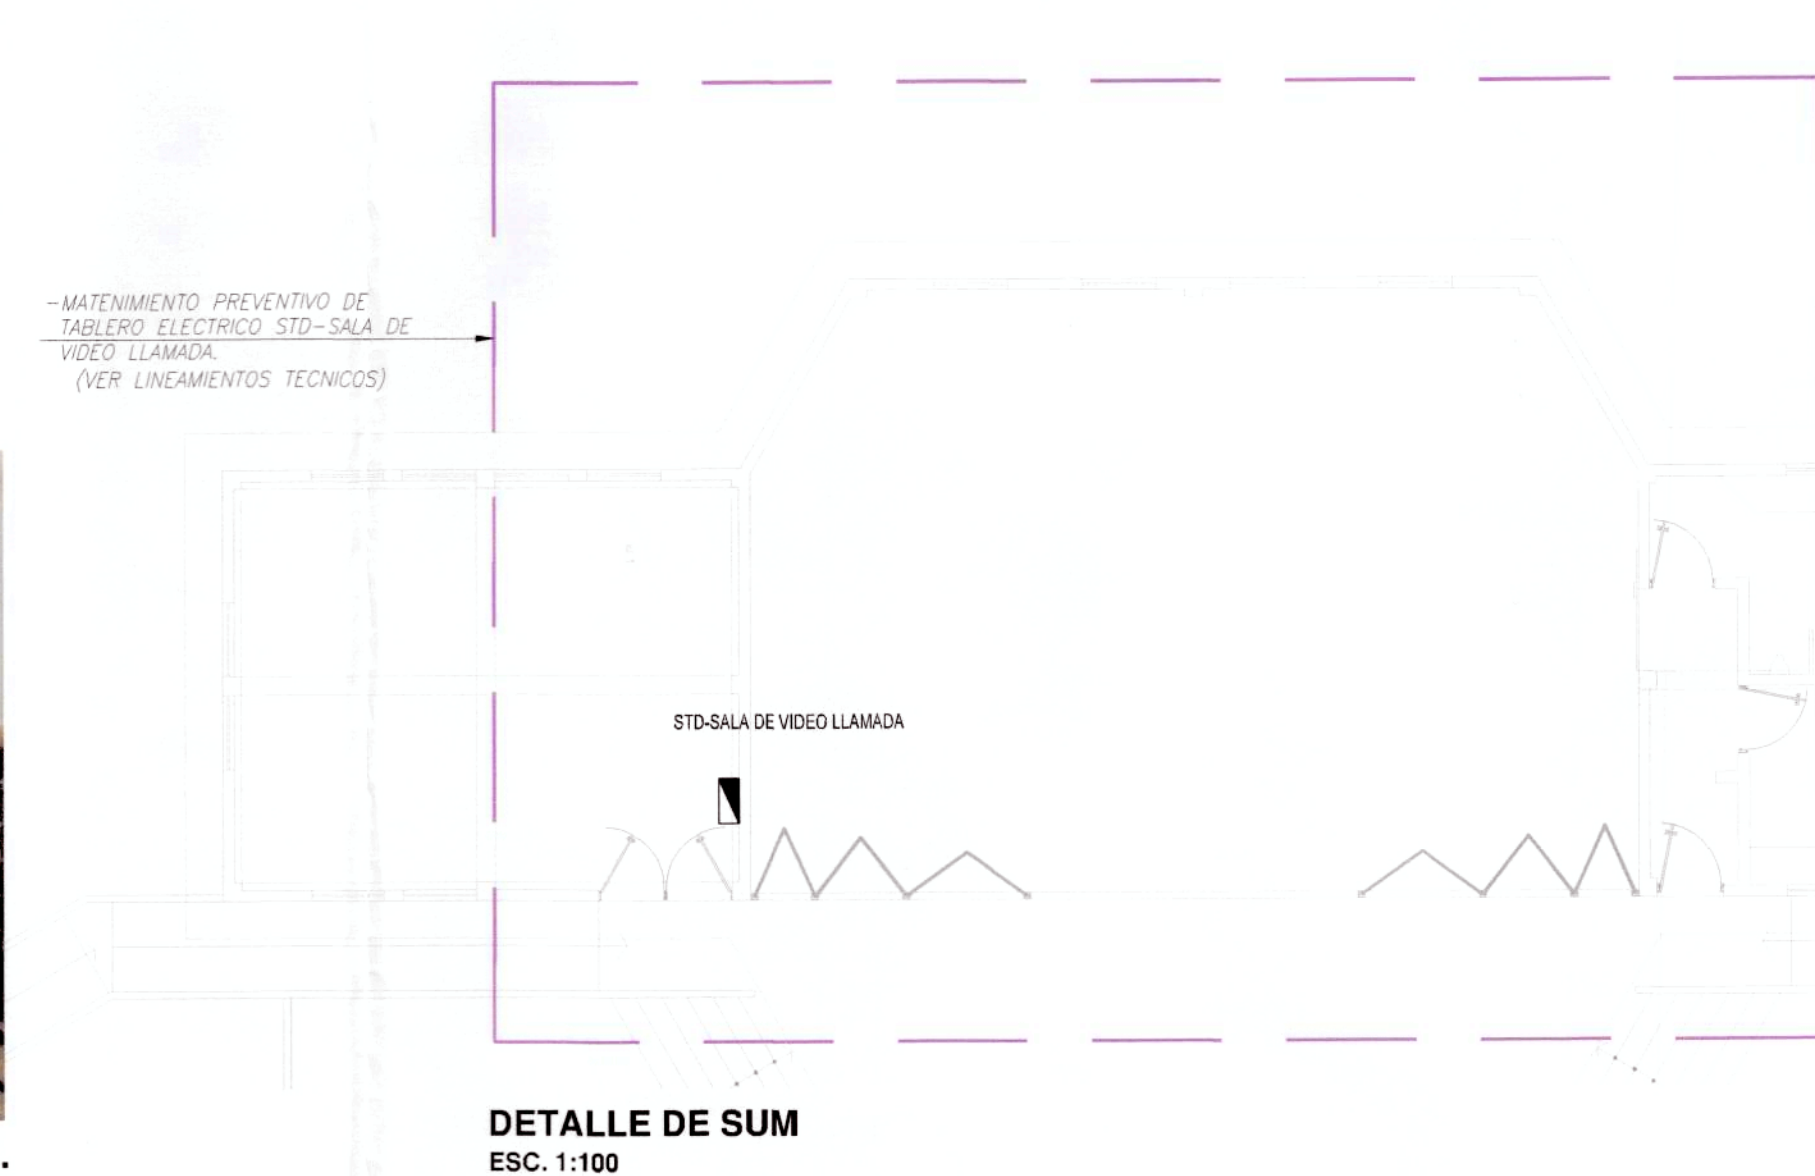 -MATENIMIENTO PREVENTIVO DE
TABLERO ELECTRICO STD-SALA DE
VIDEO LLAMADA.
(VER LINEAMIENTOS TECNICOS)
STD-SALA DE VIDEO LLAMADA
DETALLE DE SUM
ESC. 1:100